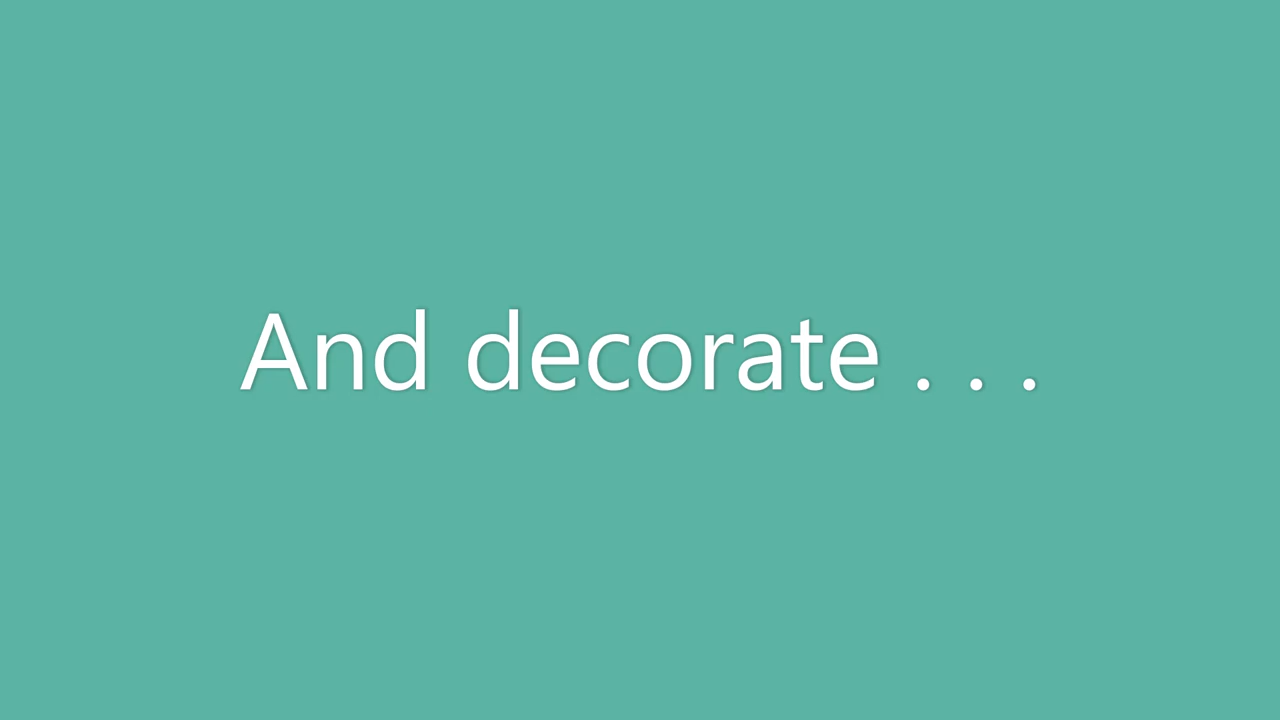 And decorate . . .